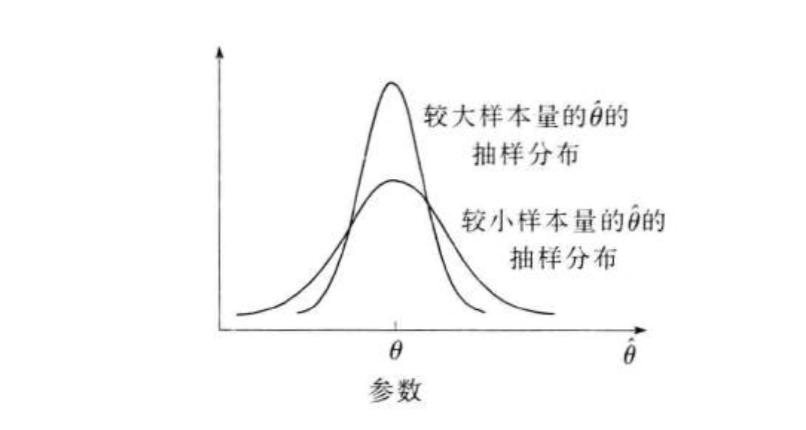 较大样本量的θ̂的
抽样分布
较小样本量的θ̂的
抽样分布
θ
θ̂
参数